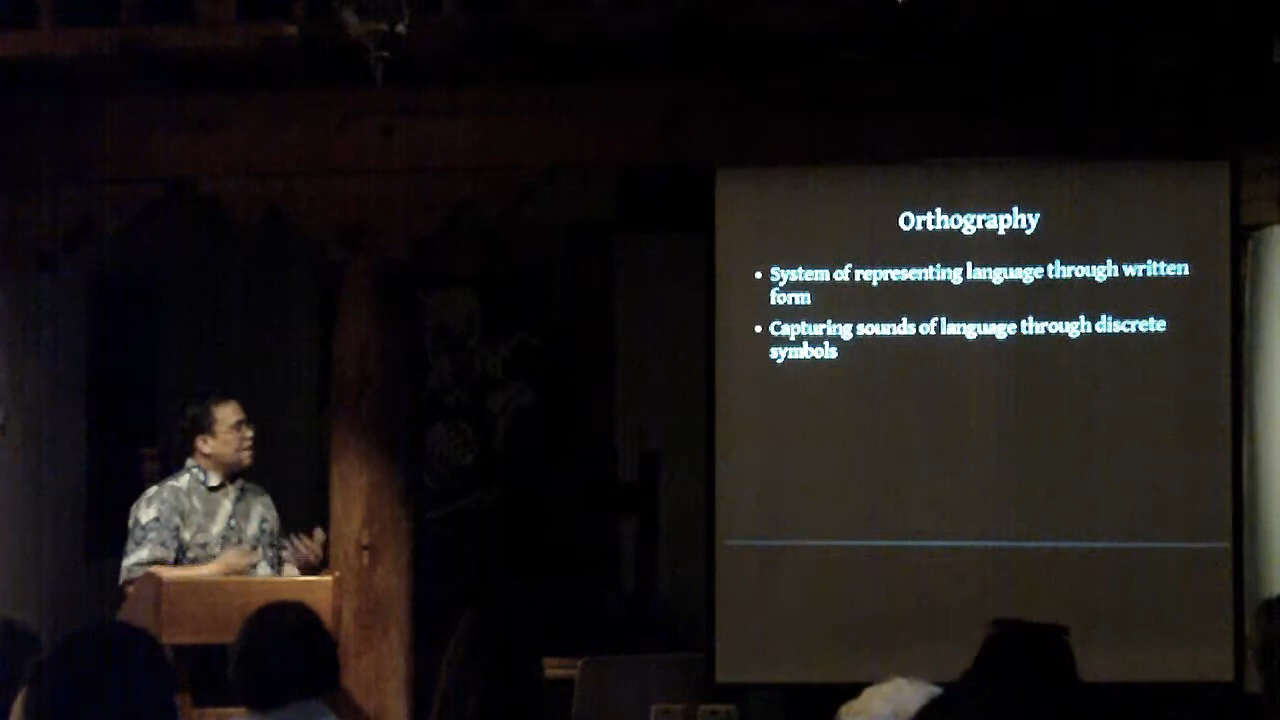 Orthography
• System of representing language through written
form
• Capturing sounds of language through discrete
symbols